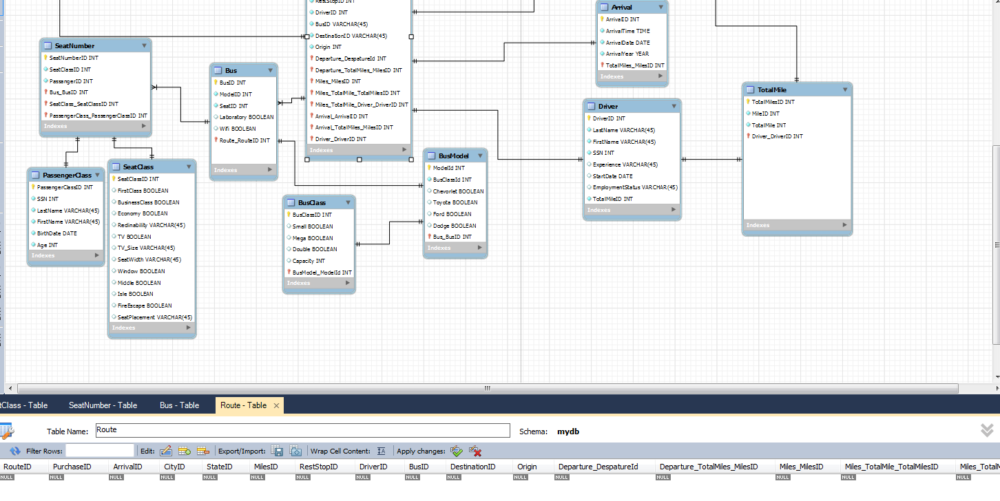 RestStopID INT
DriverID INT
BusID VARCHAR(45)
DestinationID VARCHAR(45)
Origin INT
Departure_DespatureId INT
Departure_TotalMiles_MilesID INT
Miles_MilesID INT
Miles_TotalMile_TotalMilesID INT
Miles_TotalMile_Driver_DriverID INT
Arrival_ArrivalID INT
Arrival_TotalMiles_MilesID INT
Driver_DriverID INT
Indexes
Arrival
ArrivalID INT
ArrivalTime TIME
ArrivalDate DATE
ArrivalYear YEAR
TotalMiles_MilesID INT
Indexes
SeatNumber
SeatNumberID INT
SeatClassID INT
PassangerID INT
Bus_BusID INT
SeatClass_SeatClassID INT
PassengerClass_PassengerClassID INT
Indexes
Bus
BusID INT
ModelID INT
SeatID INT
Laboratory BOOLEAN
Wifi BOOLEAN
Route_RouteID INT
Indexes
TotalMile
TotalMilesID INT
MileID INT
TotalMile INT
Driver_DriverID INT
Indexes
Driver
DriverID INT
LastName VARCHAR(45)
FirstName VARCHAR(45)
SSN INT
Experience VARCHAR(45)
StartDate DATE
EmploymentStatus VARCHAR(45)
TotalMileID INT
Indexes
BusModel
ModelId INT
BusClassId INT
Chevorlet BOOLEAN
Toyota BOOLEAN
Ford BOOLEAN
Dodge BOOLEAN
Bus_BusID INT
Indexes
PassengerClass
PassengerClassID INT
SSN INT
LastName VARCHAR(45)
FirstName VARCHAR(45)
BirthDate DATE
Age INT
Indexes
SeatClass
SeatClassID INT
FirstClass BOOLEAN
BusinessClass BOOLEAN
Economy BOOLEAN
Reclinability VARCHAR(45)
TV BOOLEAN
TV_Size VARCHAR(45)
SeatWidth VARCHAR(45)
Window BOOLEAN
Middle BOOLEAN
Isle BOOLEAN
FireEscape BOOLEAN
SeatPlacement VARCHAR(45)
Indexes
BusClass
BusClassID INT
Small BOOLEAN
Mega BOOLEAN
Double BOOLEAN
Capacity INT
BusModel_ModelId INT
Indexes
tClass - Table SeatNumber - Table Bus - Table Route - Table
Table Name: Route Schema: mydb
Filter Rows: Edit: Export/Import: Wrap Cell Content: Apply changes:
RouteID PurchaseID ArrivalID CityID StateID MilesID RestStopID DriverID BusID DestinationID Origin Departure_DespatureId Departure_TotalMiles_MilesID Miles_MilesID Miles_TotalMile_TotalMilesID Miles_TotalM
NULL NULL NULL NULL NULL NULL NULL NULL NULL NULL NULL NULL NULL NULL NULL NULL